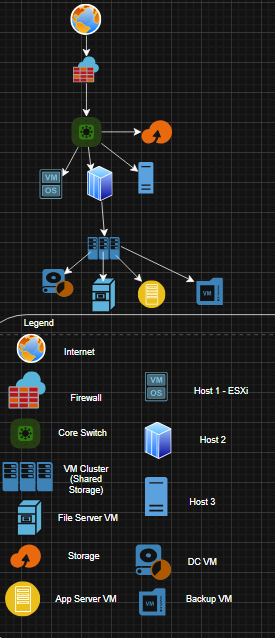 VM
OS
VM
Legend
Internet
VM
OS
Host 1 - ESXi
Firewall
Core Switch
Host 2
VM Cluster
(Shared
Storage)
Host 3
File Server VM
Storage
DC VM
App Server VM
VM
Backup VM